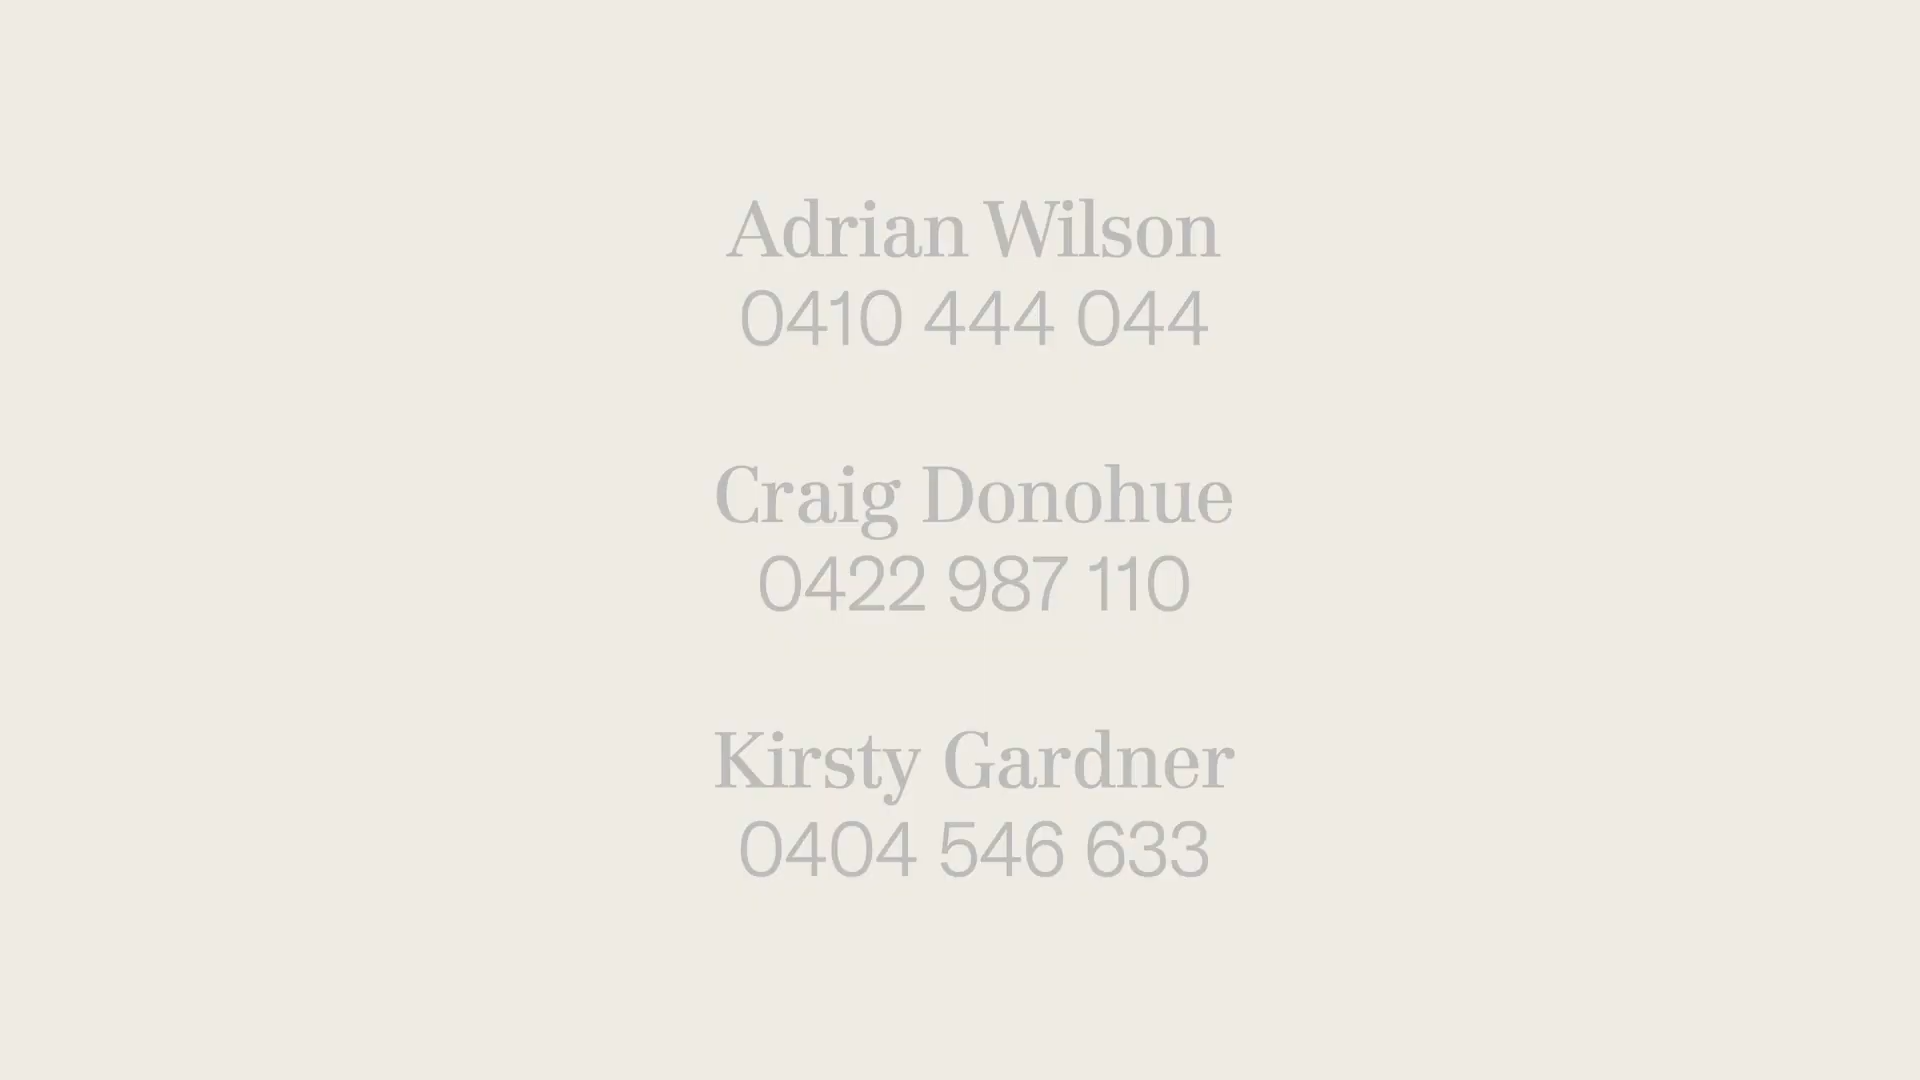 Adrian Wilson
0410 444 044
Craig Donohue
0422 987 110
Kirsty Gardner
0404 546 633